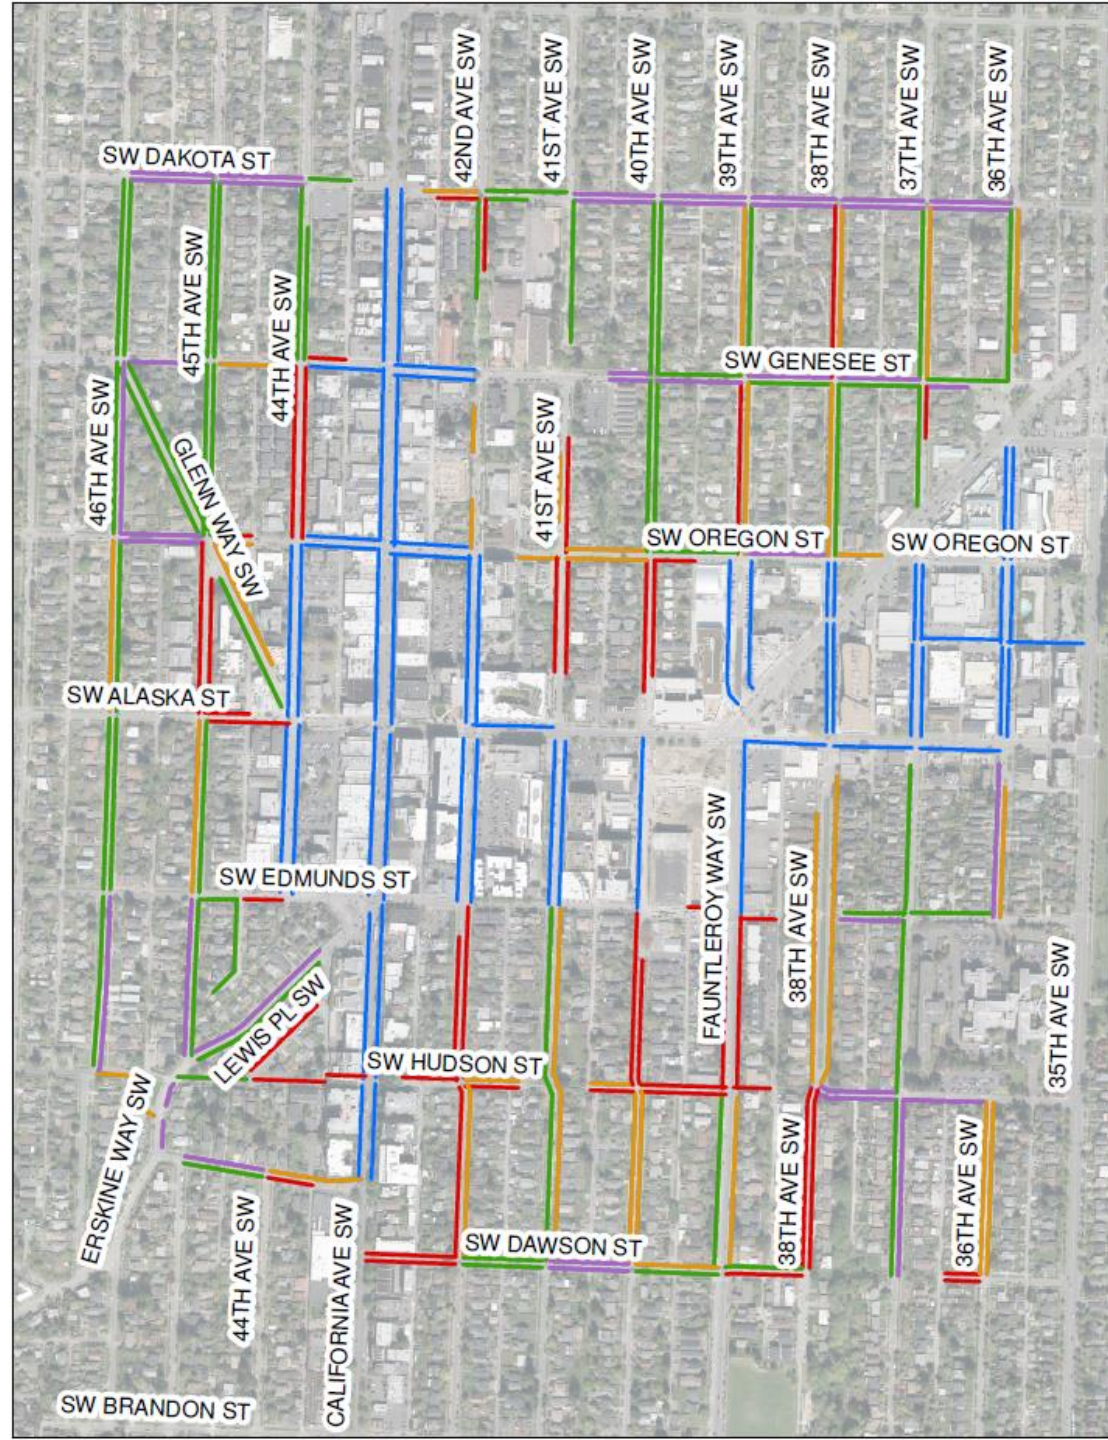 42ND AVE SW
41ST AVE SW
40TH AVE SW
39TH AVE SW
38TH AVE SW
37TH AVE SW
36TH AVE SW
SW DAKOTA ST
45TH AVE SW
44TH AVE SW
SW GENESEE ST
46TH AVE SW
41ST AVE SW
GLENN WAY SW
SW OREGON ST
SW OREGON ST
SW ALASKA ST
SW EDMUNDS ST
FAUNTLEROY WAY SW
38TH AVE SW
35TH AVE SW
LEWIS PL SW
SW HUDSON ST
ERSKINE WAY SW
38TH AVE SW
36TH AVE SW
44TH AVE SW
CALIFORNIA AVE SW
SW DAWSON ST
SW BRANDON ST